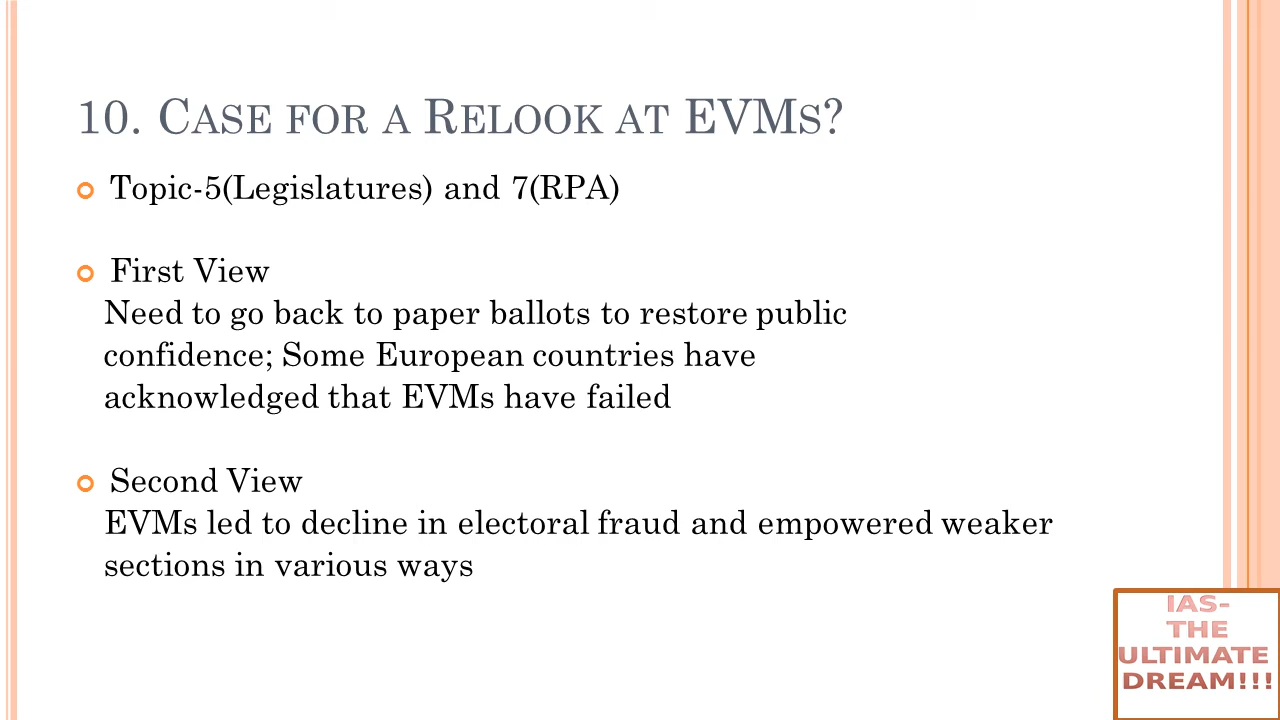 10. CASE FOR A RELOOK AT EVMS?
Topic-5(Legislatures) and 7(RPA)
First View
Need to go back to paper ballots to restore public
confidence; Some European countries have
acknowledged that EVMs have failed
Second View
EVMs led to decline in electoral fraud and empowered weaker
sections in various ways
IAS-
THE
ULTIMATE
DREAM!!!